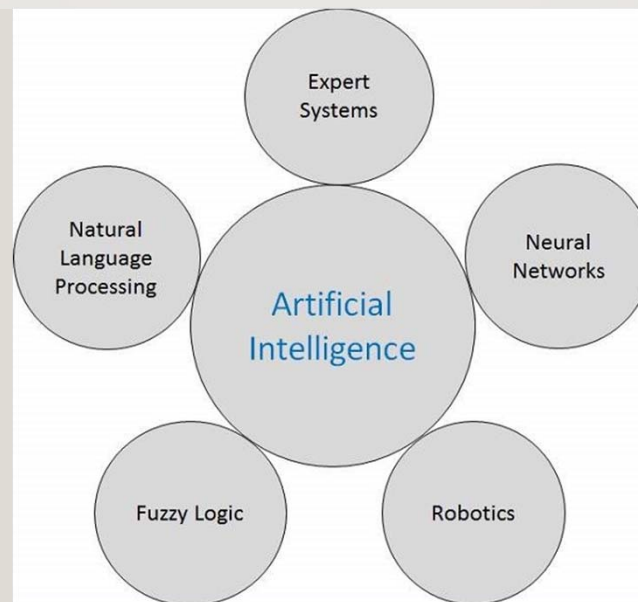 Expert
Systems
Natural
Language
Processing
Neural
Networks
Artificial
Intelligence
Fuzzy Logic
Robotics